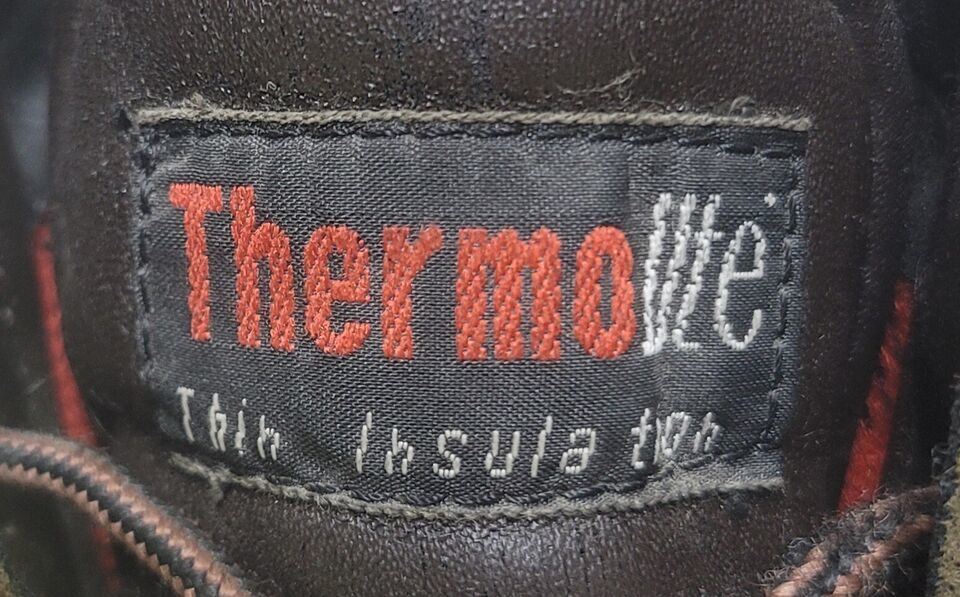 Thermolite
Thin Insulation